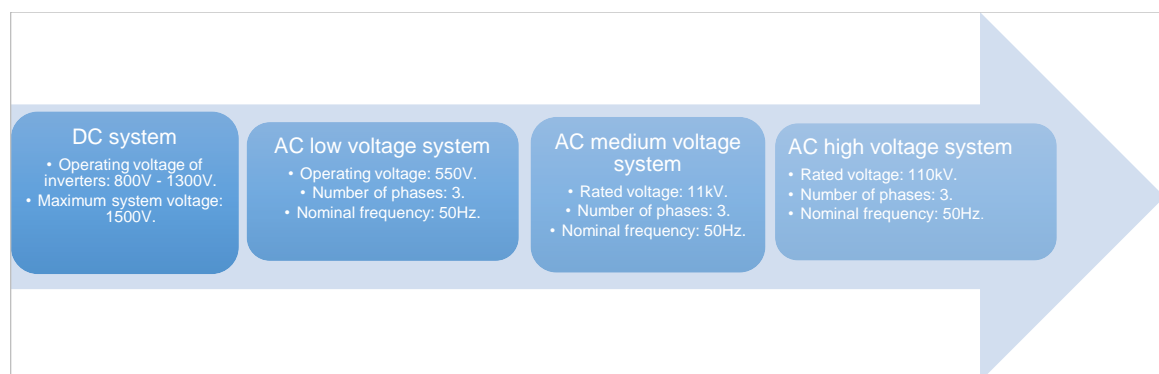 DC system
• Operating voltage of
inverters: 800V - 1300V.
• Maximum system voltage:
1500V.
AC low voltage system
• Operating voltage: 550V.
• Number of phases: 3.
• Nominal frequency: 50Hz.
AC medium voltage
system
• Rated voltage: 11kV.
• Number of phases: 3.
• Nominal frequency: 50Hz.
AC high voltage system
• Rated voltage: 110kV.
• Number of phases: 3.
• Nominal frequency: 50Hz.